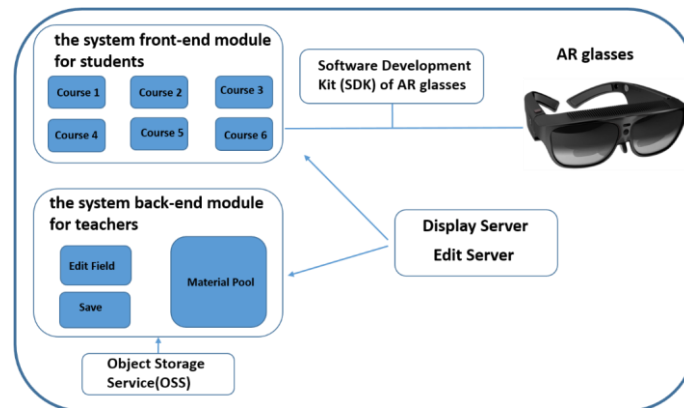 the system front-end module
for students
Course 1
Course 2
Course 3
Course 4
Course 5
Course 6
Software Development
Kit (SDK) of AR glasses
AR glasses
the system back-end module
for teachers
Edit Field
Save
Material Pool
Display Server
Edit Server
Object Storage
Service(OSS)